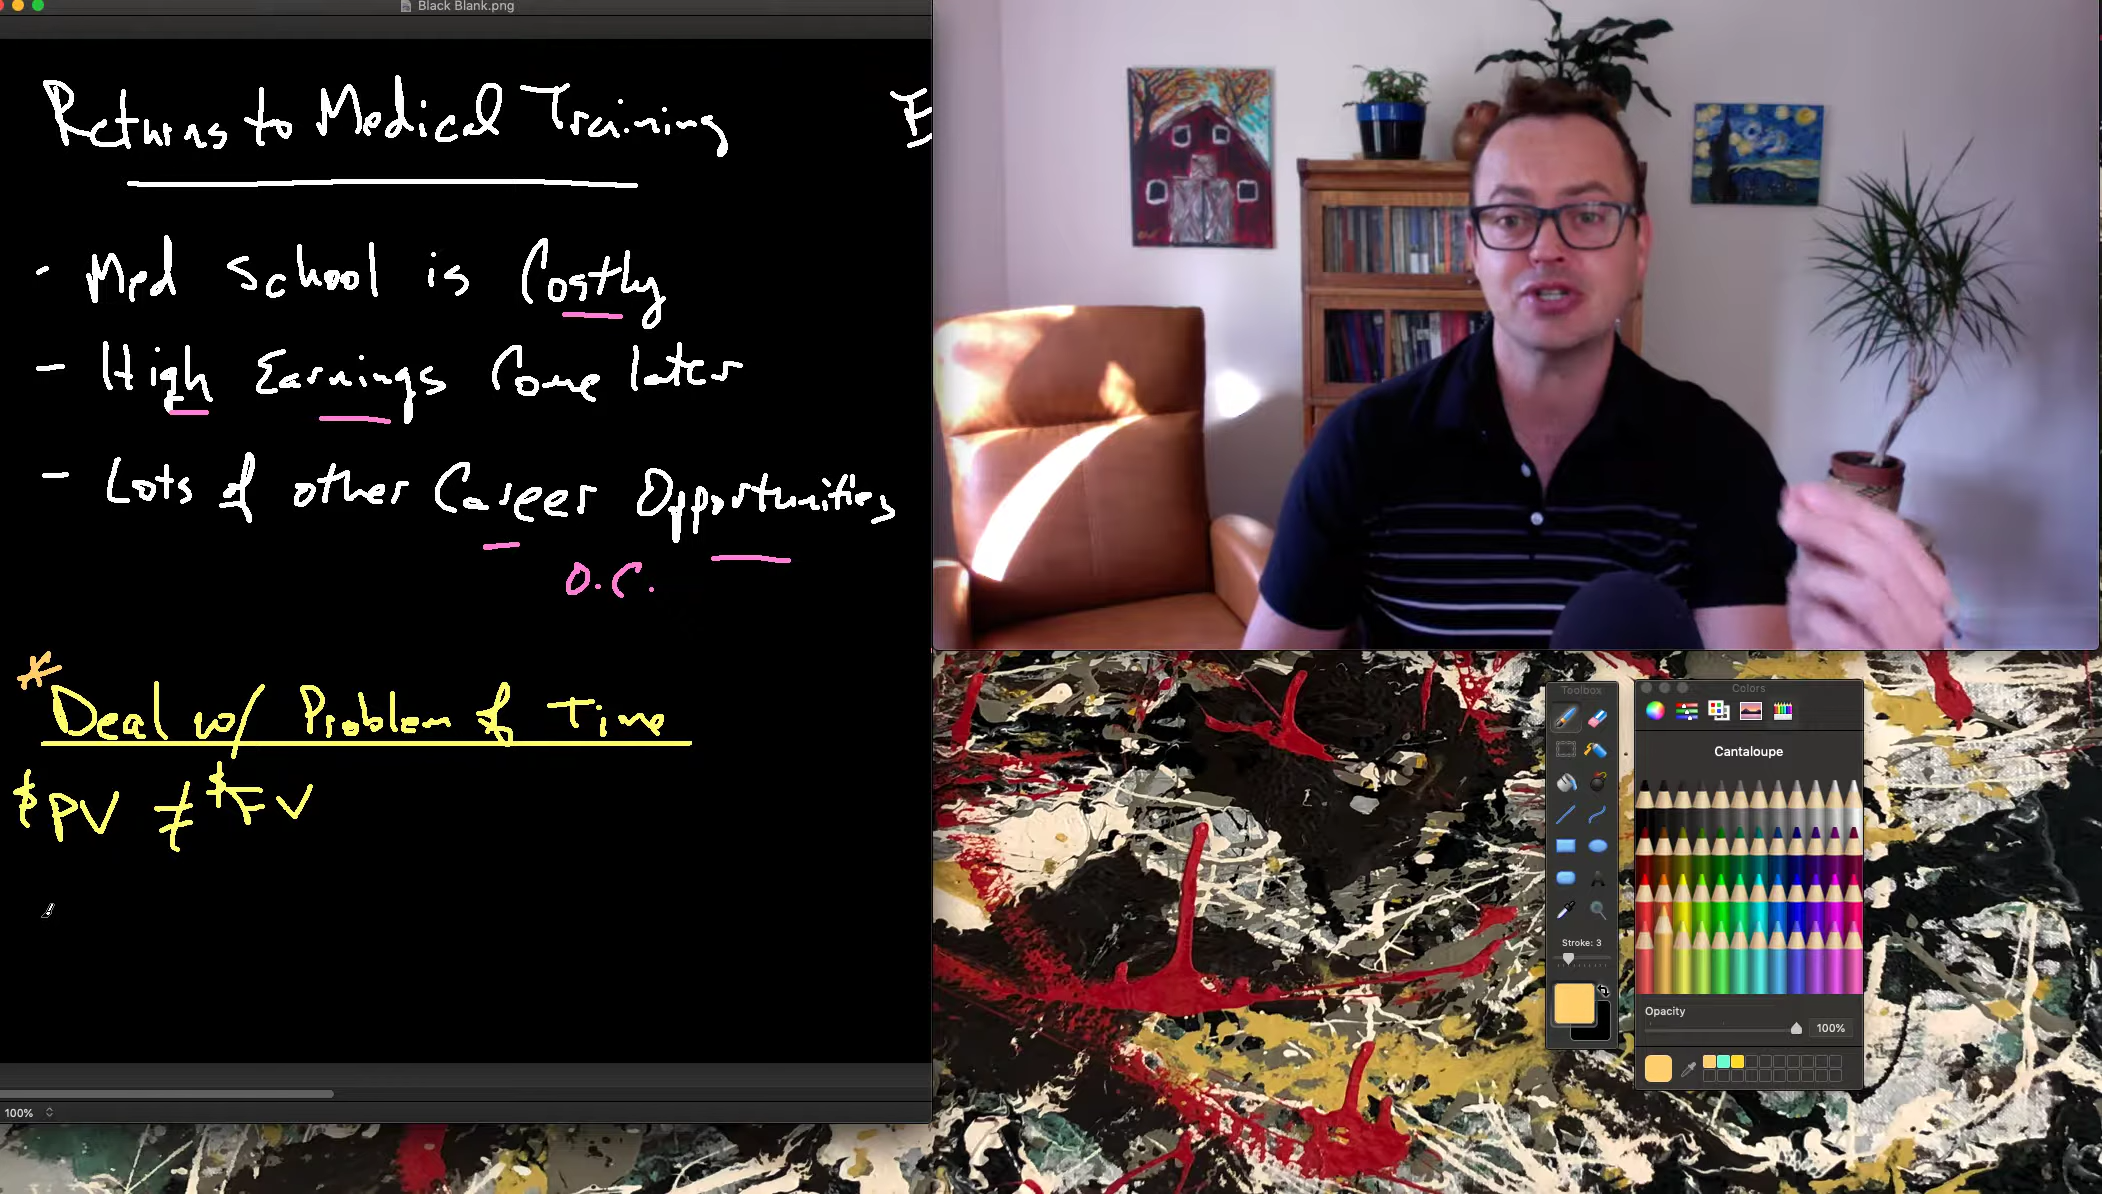 Black Blank.png
Returns to Medical Training
E
- Med School is Costly
- High Earnings Come later
- Lots of other Career Opportunities
O.C.
* Deal w/ Problem of Time
$PV ≠ $FV
100%
Toolbox
Stroke: 3
Colors
Cantaloupe
Opacity
100%